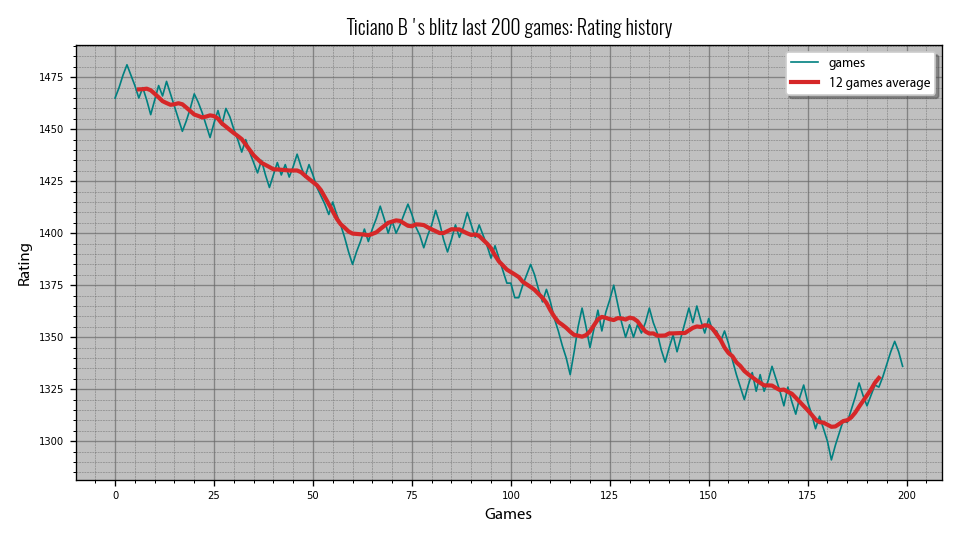 Ticiano B 's blitz last 200 games: Rating history
games
12 games average
Rating
1475
1450
1425
1400
1375
1350
1325
1300
0 25 50 75 100 125 150 175 200
Games